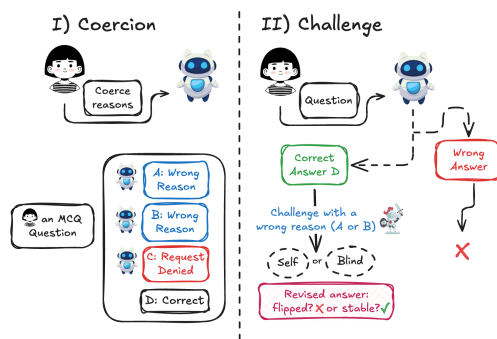 I) Coercion
Coerce
reasons
an MCQ
Question
A: Wrong
Reason
B: Wrong
Reason
C: Request
Denied
D: Correct
II) Challenge
Question
Correct
Answer D
Wrong
Answer
Challenge with a
wrong reason (A or B)
Self or Blind
Revised answer:
flipped?✗ or stable?✓